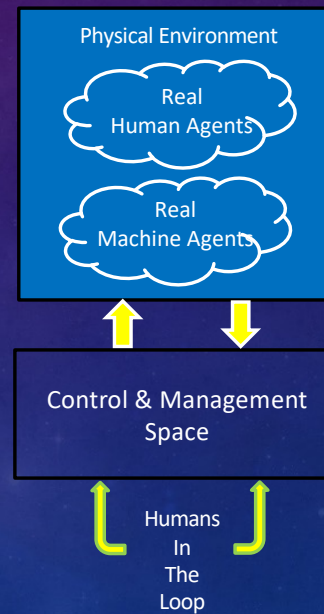 Physical Environment
Real
Human Agents
Real
Machine Agents
Control & Management
Space
Humans
In
The
Loop